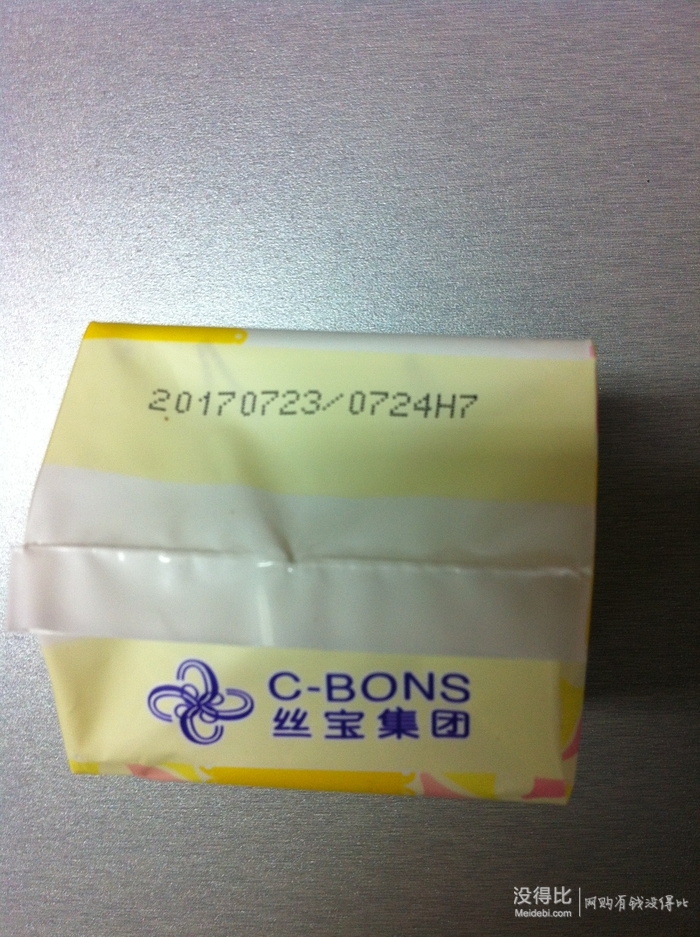 20170723/0724H7
C-BONS
丝宝集团
没得比
Meidebi.com
网购有钱没得比